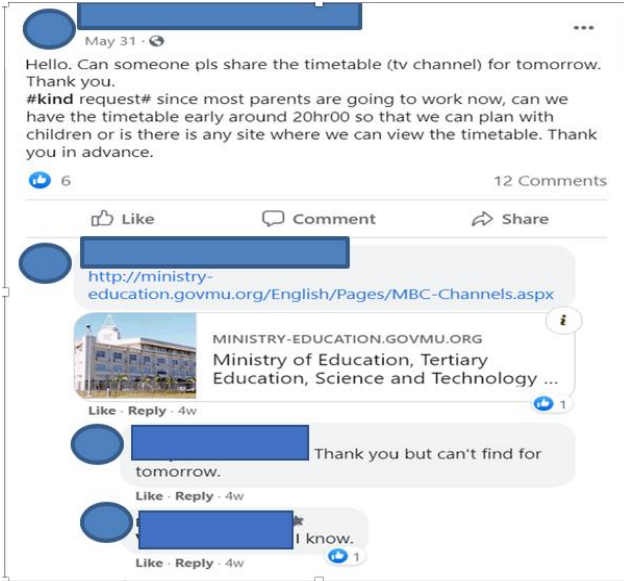 May 31 ·
Hello. Can someone pls share the timetable (tv channel) for tomorrow.
Thank you.
#kind request# since most parents are going to work now, can we
have the timetable early around 20hr00 so that we can plan with
children or is there is any site where we can view the timetable. Thank
you in advance.
6 12 Comments
Like Comment Share
http://ministry-
education.govmu.org/English/Pages/MBC-Channels.aspx
i
MINISTRY-EDUCATION.GOVMU.ORG
Ministry of Education, Tertiary
Education, Science and Technology ...
Like · Reply · 4w 1
Thank you but can't find for
tomorrow.
Like · Reply · 4w
I know.
Like · Reply · 4w 1